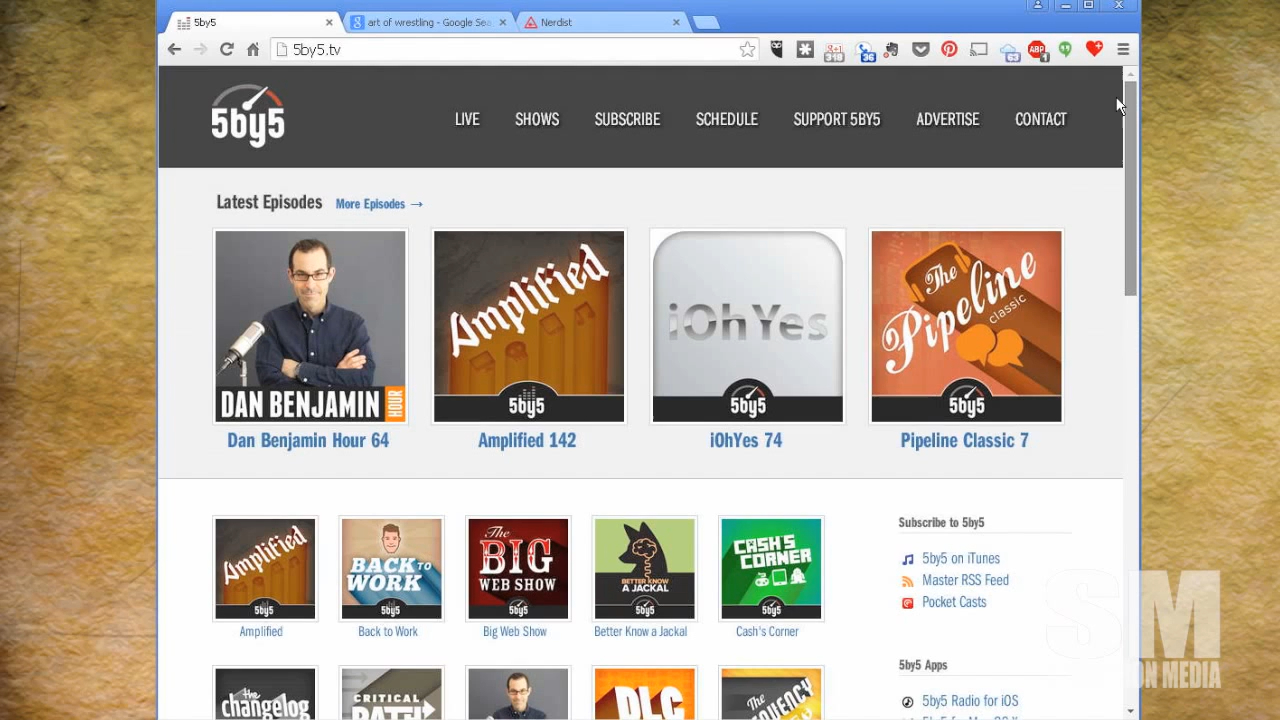 5by5
art of wrestling - Google Sea
Nerdist
5by5.tv
5by5
LIVE
SHOWS
SUBSCRIBE
SCHEDULE
SUPPORT 5BY5
ADVERTISE
CONTACT
Latest Episodes
More Episodes →
DAN BENJAMIN HOUR
Amplified
5by5
iOhYes
5by5
The Pipeline classic
5by5
Dan Benjamin Hour 64
Amplified 142
iOhYes 74
Pipeline Classic 7
Amplified
5by5
BACK TO WORK
5by5
The BIG WEB SHOW
5by5
BETTER KNOW A JACKAL
5by5
CASH'S CORNER
5by5
Amplified
Back to Work
Big Web Show
Better Know a Jackal
Cash's Corner
the changelog
CRITICAL PATH
DLC
The
Subscribe to 5by5
5by5 on iTunes
Master RSS Feed
Pocket Casts
5by5 Apps
5by5 Radio for iOS
SM
ON MEDIA